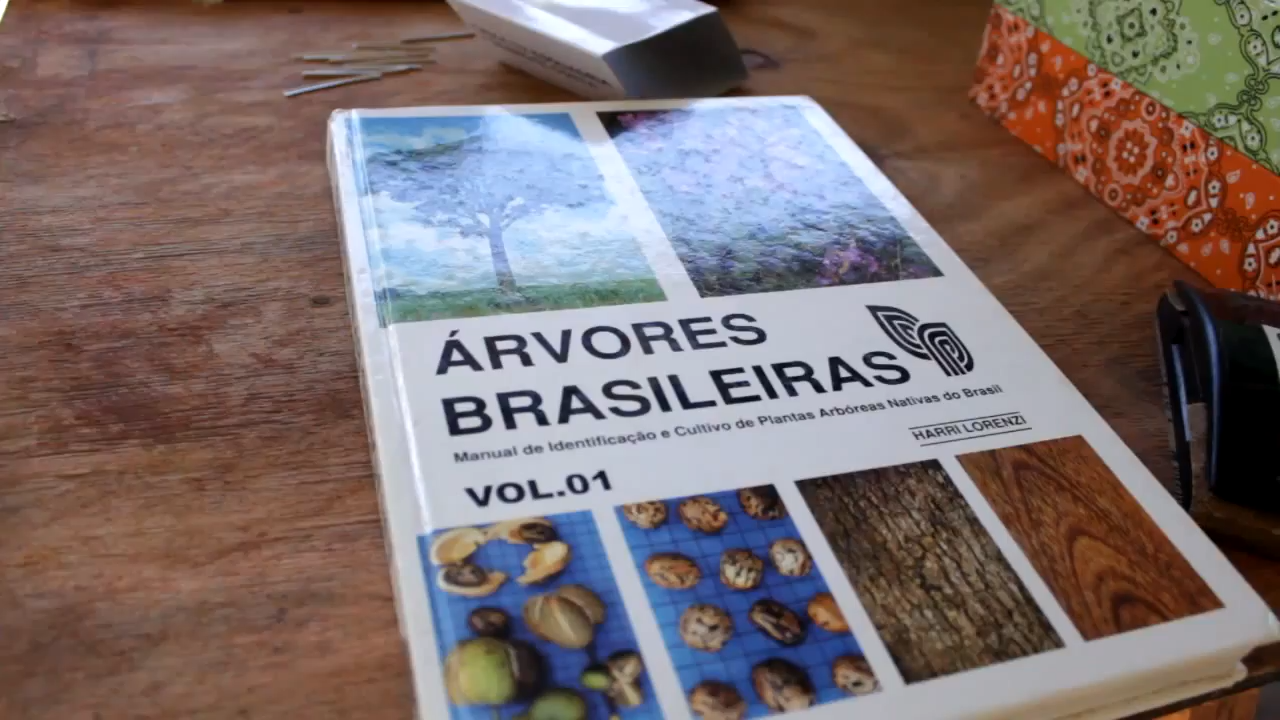 ÁRVORES
BRASILEIRAS
Manual de Identificação e Cultivo de Plantas Arbóreas Nativas do Brasil
HARRI LORENZI
VOL.01